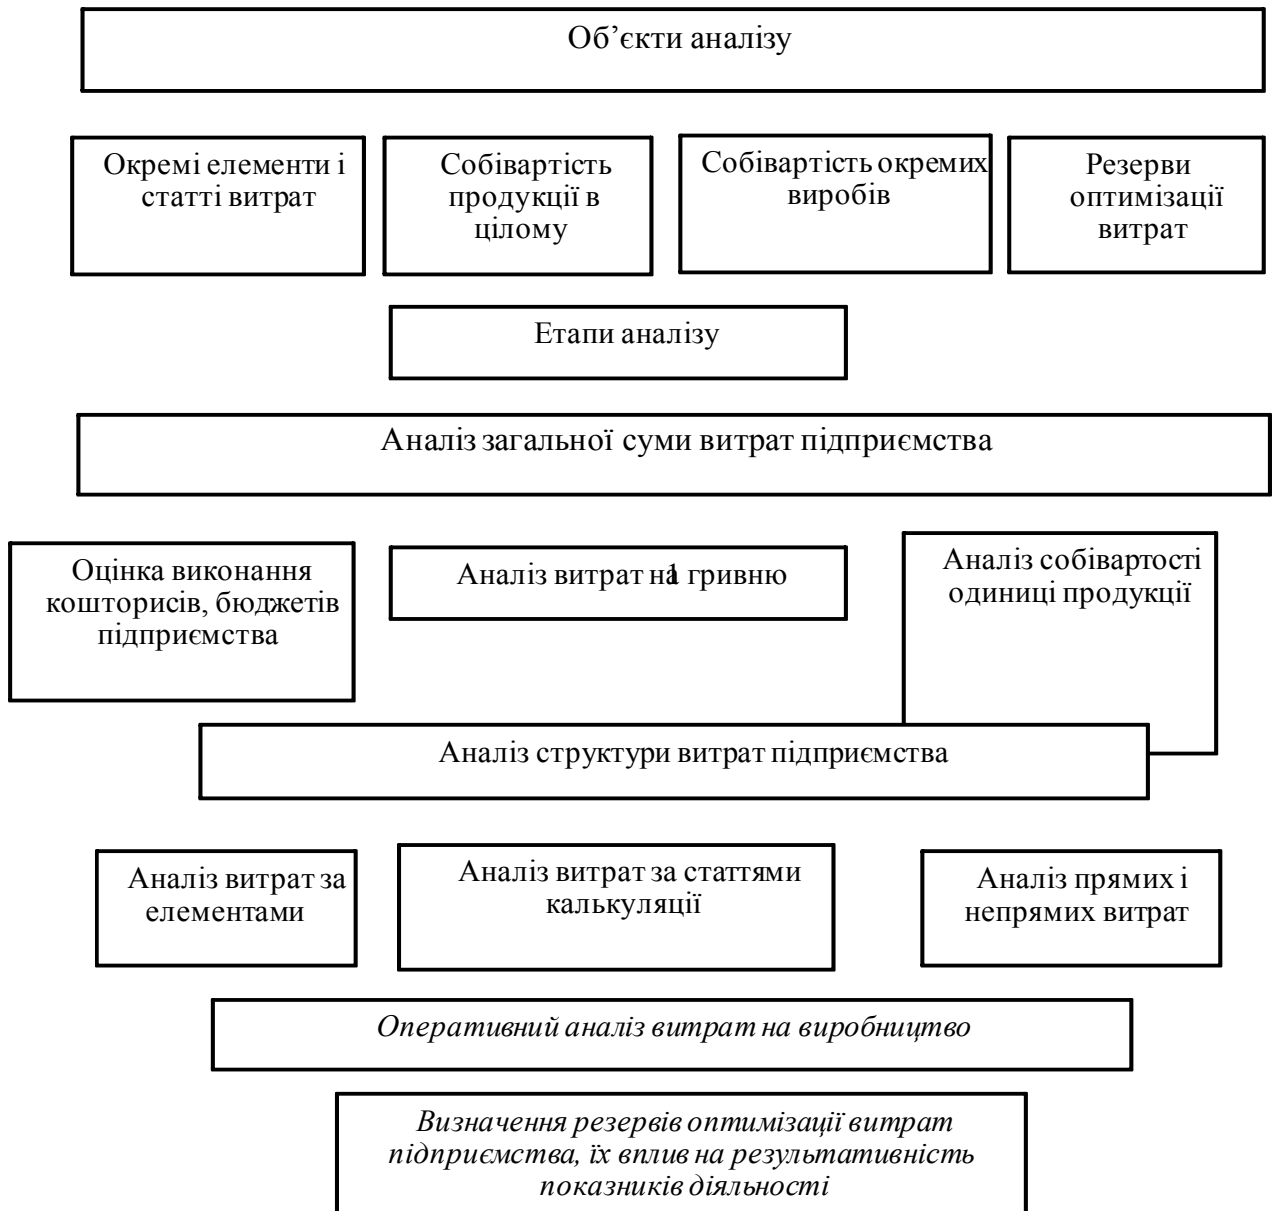 Об’єкти аналізу
Окремі елементи і
статті витрат
Собівартість
продукції в
цілому
Собівартість окремих
виробів
Резерви
оптимізації
витрат
Етапи аналізу
Аналіз загальної суми витрат підприємства
Оцінка виконання
кошторисів, бюджетів
підприємства
Аналіз витрат на 1 гривню
Аналіз собівартості
одиниці продукції
Аналіз структури витрат підприємства
Аналіз витрат за
елементами
Аналіз витрат за статтями
калькуляції
Аналіз прямих і
непрямих витрат
Оперативний аналіз витрат на виробництво
Визначення резервів оптимізації витрат
підприємства, їх вплив на результативність
показників діяльності